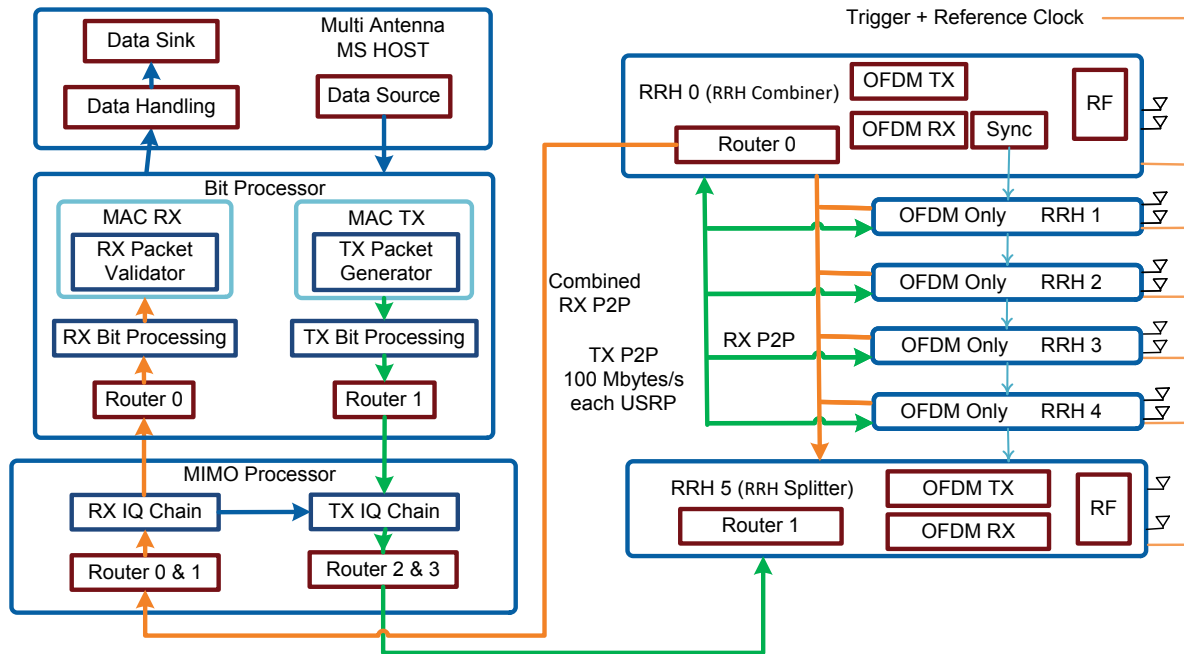 Multi Antenna
MS HOST
Data Sink
Data Handling
Data Source
Bit Processor
MAC RX
RX Packet
Validator
MAC TX
TX Packet
Generator
RX Bit Processing
TX Bit Processing
Router 0
Router 1
MIMO Processor
RX IQ Chain
TX IQ Chain
Router 0 & 1
Router 2 & 3
Combined
RX P2P
TX P2P
100 Mbytes/s
each USRP
RX P2P
Trigger + Reference Clock
RRH 0 (RRH Combiner)
OFDM TX
OFDM RX
Sync
RF
Router 0
OFDM Only RRH 1
OFDM Only RRH 2
OFDM Only RRH 3
OFDM Only RRH 4
RRH 5 (RRH Splitter)
Router 1
OFDM TX
OFDM RX
RF